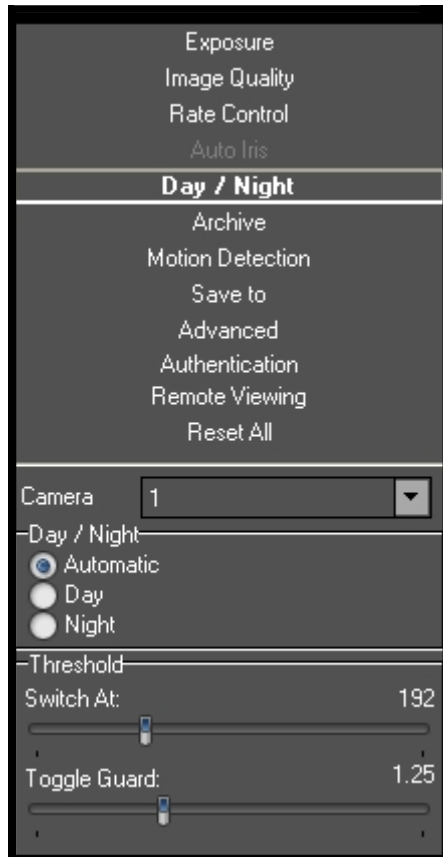 Exposure
Image Quality
Rate Control
Auto Iris
Day / Night
Archive
Motion Detection
Save to
Advanced
Authentication
Remote Viewing
Reset All
Camera 1
Day / Night
Automatic
Day
Night
Threshold
Switch At: 192
Toggle Guard: 1.25